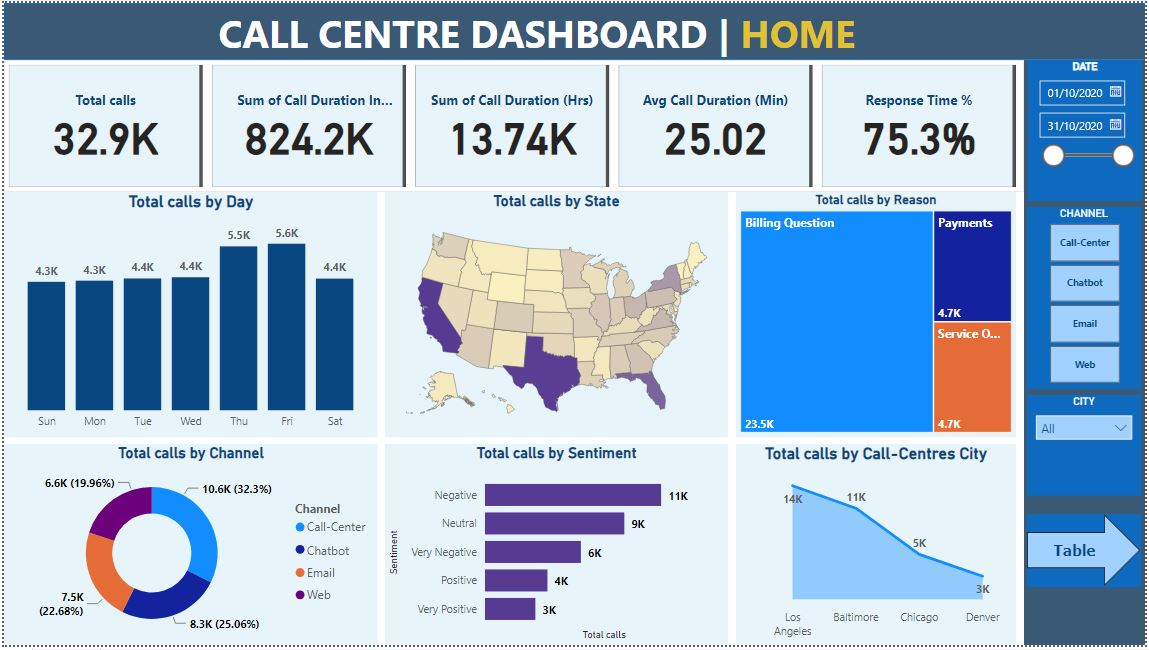 CALL CENTRE DASHBOARD | HOME
Total calls
32.9K
Sum of Call Duration In...
824.2K
Sum of Call Duration (Hrs)
13.74K
Avg Call Duration (Min)
25.02
Response Time %
75.3%
DATE
01/10/2020
31/10/2020
CHANNEL
Call-Center
Chatbot
Email
Web
CITY
All
Table
Total calls by Day
4.3K
4.3K
4.4K
4.4K
5.5K
5.6K
4.4K
Sun
Mon
Tue
Wed
Thu
Fri
Sat
Total calls by State
Total calls by Reason
Billing Question
23.5K
Payments
4.7K
Service O...
4.7K
Total calls by Channel
6.6K (19.96%)
10.6K (32.3%)
7.5K
(22.68%)
8.3K (25.06%)
Channel
Call-Center
Chatbot
Email
Web
Total calls by Sentiment
Sentiment
Negative
11K
Neutral
9K
Very Negative
6K
Positive
4K
Very Positive
3K
Total calls
Total calls by Call-Centres City
14K
11K
5K
3K
Los
Angeles
Baltimore
Chicago
Denver